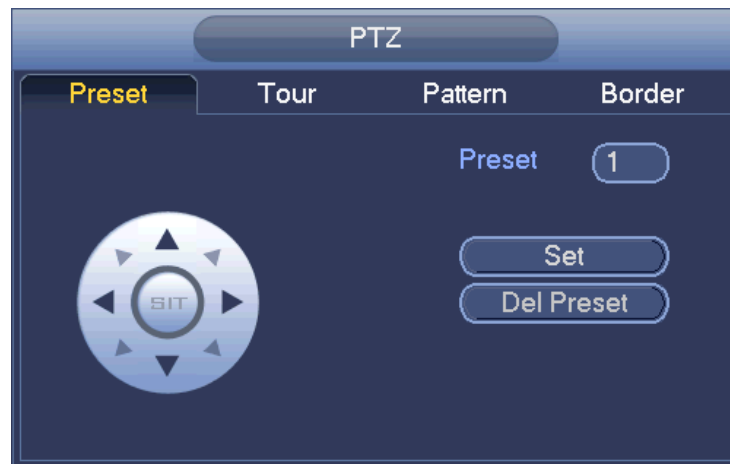 PTZ
Preset Tour Pattern Border
Preset 1
Set
SIT
Del Preset